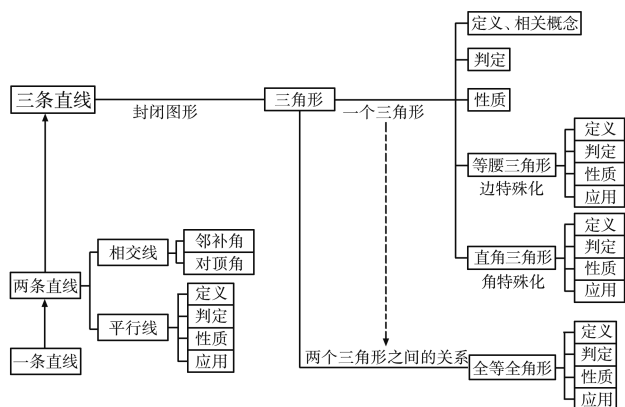 定义、相关概念
判定
三条直线
封闭图形
三角形
一个三角形
性质
等腰三角形
边特殊化
定义
判定
性质
应用
相交线
邻补角
对顶角
直角三角形
角特殊化
定义
判定
性质
应用
两条直线
平行线
定义
判定
性质
应用
一条直线
两个三角形之间的关系
全等全角形
定义
判定
性质
应用